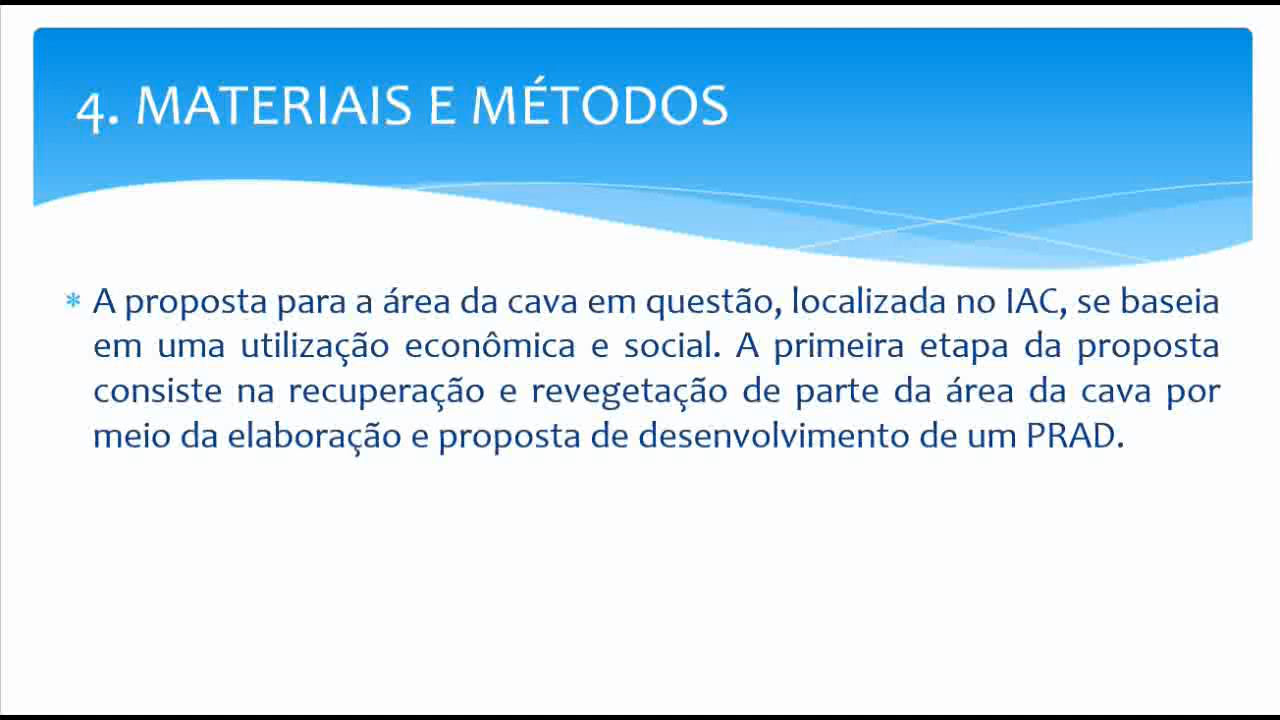 4. MATERIAIS E MÉTODOS
* A proposta para a área da cava em questão, localizada no IAC, se baseia
em uma utilização econômica e social. A primeira etapa da proposta
consiste na recuperação e revegetação de parte da área da cava por
meio da elaboração e proposta de desenvolvimento de um PRAD.